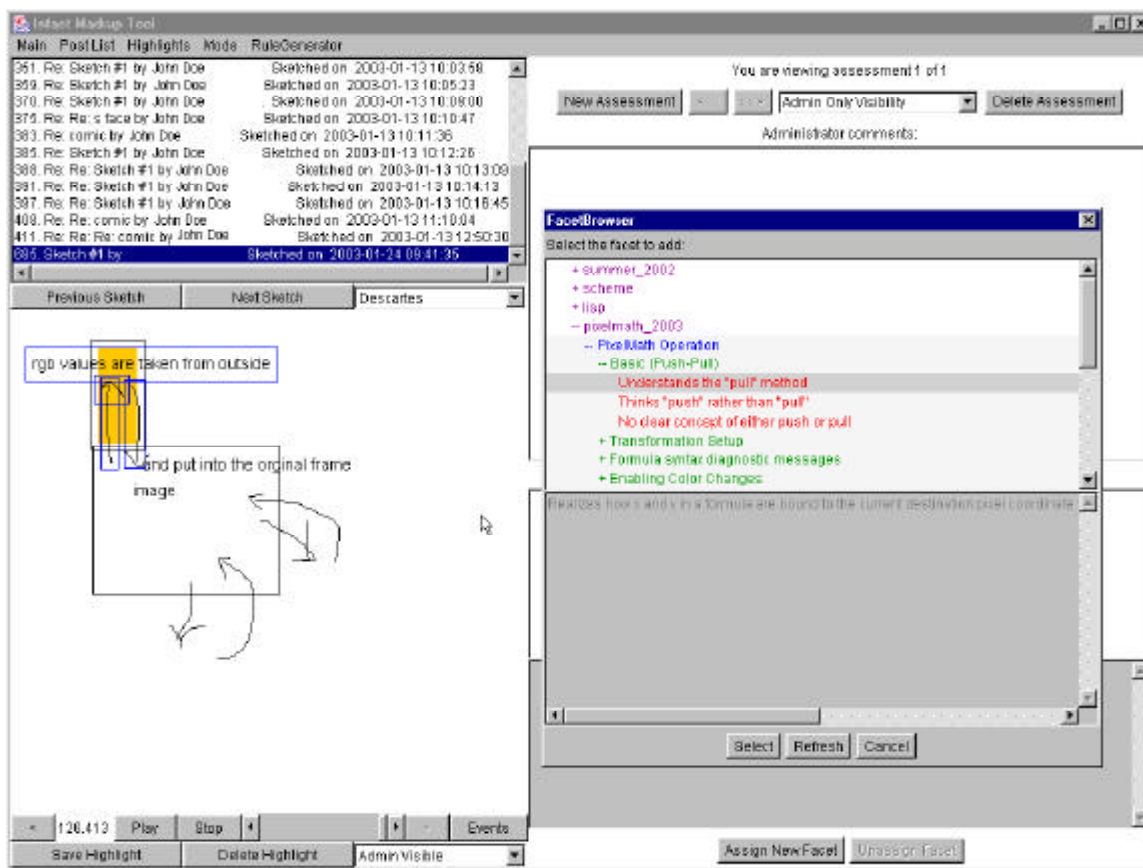 Infact Markup Tool
Main PostList Highlights Mode RuleGenerator
351. Re: Sketch #1 by John Doe Sketched on 2003-01-13 10:03:58
359. Re: Sketch #1 by John Doe Sketched on 2003-01-13 10:05:23
370. Re: Sketch #1 by John Doe Sketched on 2003-01-13 10:08:00
375. Re: Re: s face by John Doe Sketched on 2003-01-13 10:10:47
383. Re: comic by John Doe Sketched on 2003-01-13 10:11:36
385. Re: Sketch #1 by John Doe Sketched on 2003-01-13 10:12:26
388. Re: Re: Sketch #1 by John Doe Sketched on 2003-01-13 10:13:09
391. Re: Re: Sketch #1 by John Doe Sketched on 2003-01-13 10:14:13
397. Re: Re: Sketch #1 by John Doe Sketched on 2003-01-13 10:16:45
408. Re: Re: comic by John Doe Sketched on 2003-01-13 11:10:04
411. Re: Re: Re: comic by John Doe Sketched on 2003-01-13 12:50:30
685. Sketch #1 by Sketched on 2003-01-24 09:41:35
Previous Sketch Next Sketch Descartes
rgb values are taken from outside
and put into the orginal frame
image
126.413 Play Stop Events
Save Highlight Delete Highlight Admin Visible
You are viewing assessment 1 of 1
New Assessment Admin Only Visibility Delete Assessment
Administrator comments:
FacetBrowser
Select the facet to add:
+ summer_2002
+ scheme
+ lisp
-- pixelmath_2003
-- PixelMath Operation
-- Basic (Push-Pull)
Understands the "pull" method
Thinks "push" rather than "pull"
No clear concept of either push or pull
+ Transformation Setup
+ Formula syntax diagnostic messages
+ Enabling Color Changes
Realizes how x and y in a formula are bound to the current destination pixel coordinate
Select Refresh Cancel
Assign New Facet Unassign Facet